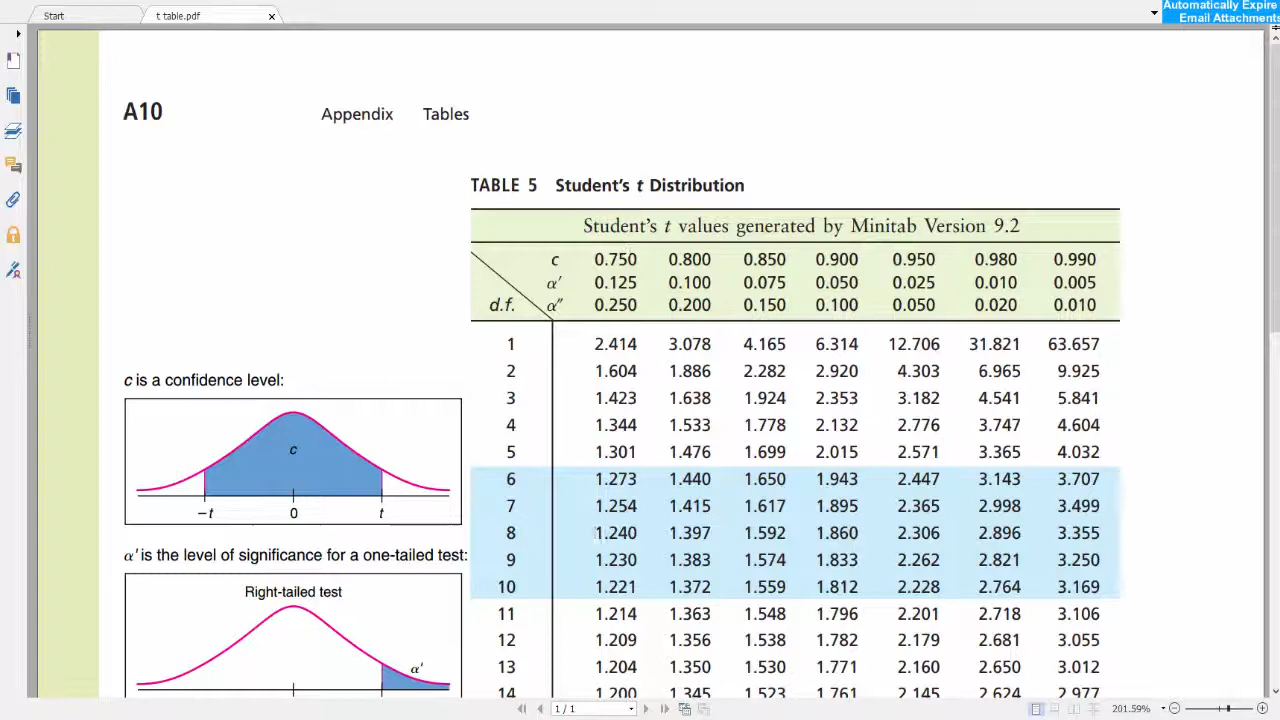 Start
t table.pdf
Automatically Expire
Email Attachments
A10
Appendix Tables
TABLE 5 Student's t Distribution
Student's t values generated by Minitab Version 9.2
c 0.750 0.800 0.850 0.900 0.950 0.980 0.990
α′ 0.125 0.100 0.075 0.050 0.025 0.010 0.005
d.f. α″ 0.250 0.200 0.150 0.100 0.050 0.020 0.010
1 2.414 3.078 4.165 6.314 12.706 31.821 63.657
2 1.604 1.886 2.282 2.920 4.303 6.965 9.925
3 1.423 1.638 1.924 2.353 3.182 4.541 5.841
4 1.344 1.533 1.778 2.132 2.776 3.747 4.604
5 1.301 1.476 1.699 2.015 2.571 3.365 4.032
6 1.273 1.440 1.650 1.943 2.447 3.143 3.707
7 1.254 1.415 1.617 1.895 2.365 2.998 3.499
8 1.240 1.397 1.592 1.860 2.306 2.896 3.355
9 1.230 1.383 1.574 1.833 2.262 2.821 3.250
10 1.221 1.372 1.559 1.812 2.228 2.764 3.169
11 1.214 1.363 1.548 1.796 2.201 2.718 3.106
12 1.209 1.356 1.538 1.782 2.179 2.681 3.055
13 1.204 1.350 1.530 1.771 2.160 2.650 3.012
14 1.200 1.345 1.523 1.761 2.145 2.624 2.977
c is a confidence level:
c
−t 0 t
α′ is the level of significance for a one-tailed test:
Right-tailed test
α′
1 / 1
201.59%